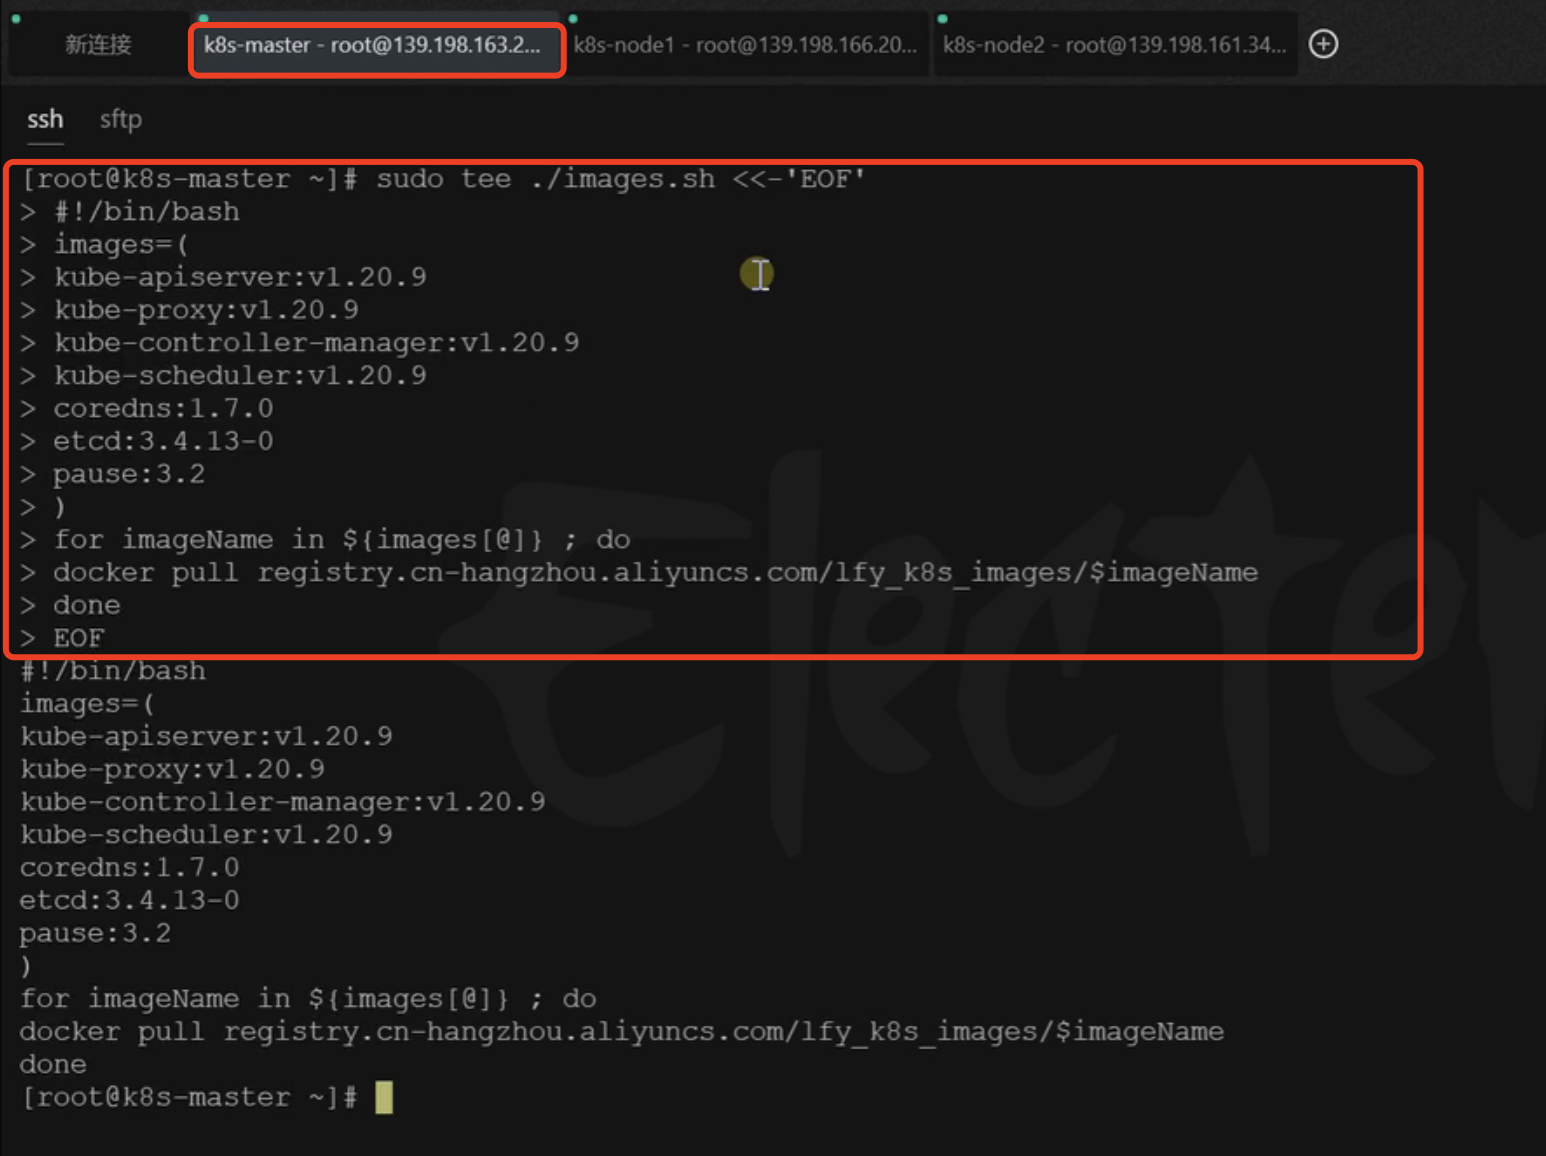 新连接
k8s-master - root@139.198.163.2...
k8s-node1 - root@139.198.166.20...
k8s-node2 - root@139.198.161.34...
ssh
sftp
[root@k8s-master ~]# sudo tee ./images.sh <<-'EOF'
> #!/bin/bash
> images=(
> kube-apiserver:v1.20.9
> kube-proxy:v1.20.9
> kube-controller-manager:v1.20.9
> kube-scheduler:v1.20.9
> coredns:1.7.0
> etcd:3.4.13-0
> pause:3.2
> )
> for imageName in ${images[@]} ; do
> docker pull registry.cn-hangzhou.aliyuncs.com/lfy_k8s_images/$imageName
> done
> EOF
#!/bin/bash
images=(
kube-apiserver:v1.20.9
kube-proxy:v1.20.9
kube-controller-manager:v1.20.9
kube-scheduler:v1.20.9
coredns:1.7.0
etcd:3.4.13-0
pause:3.2
)
for imageName in ${images[@]} ; do
docker pull registry.cn-hangzhou.aliyuncs.com/lfy_k8s_images/$imageName
done
[root@k8s-master ~]#